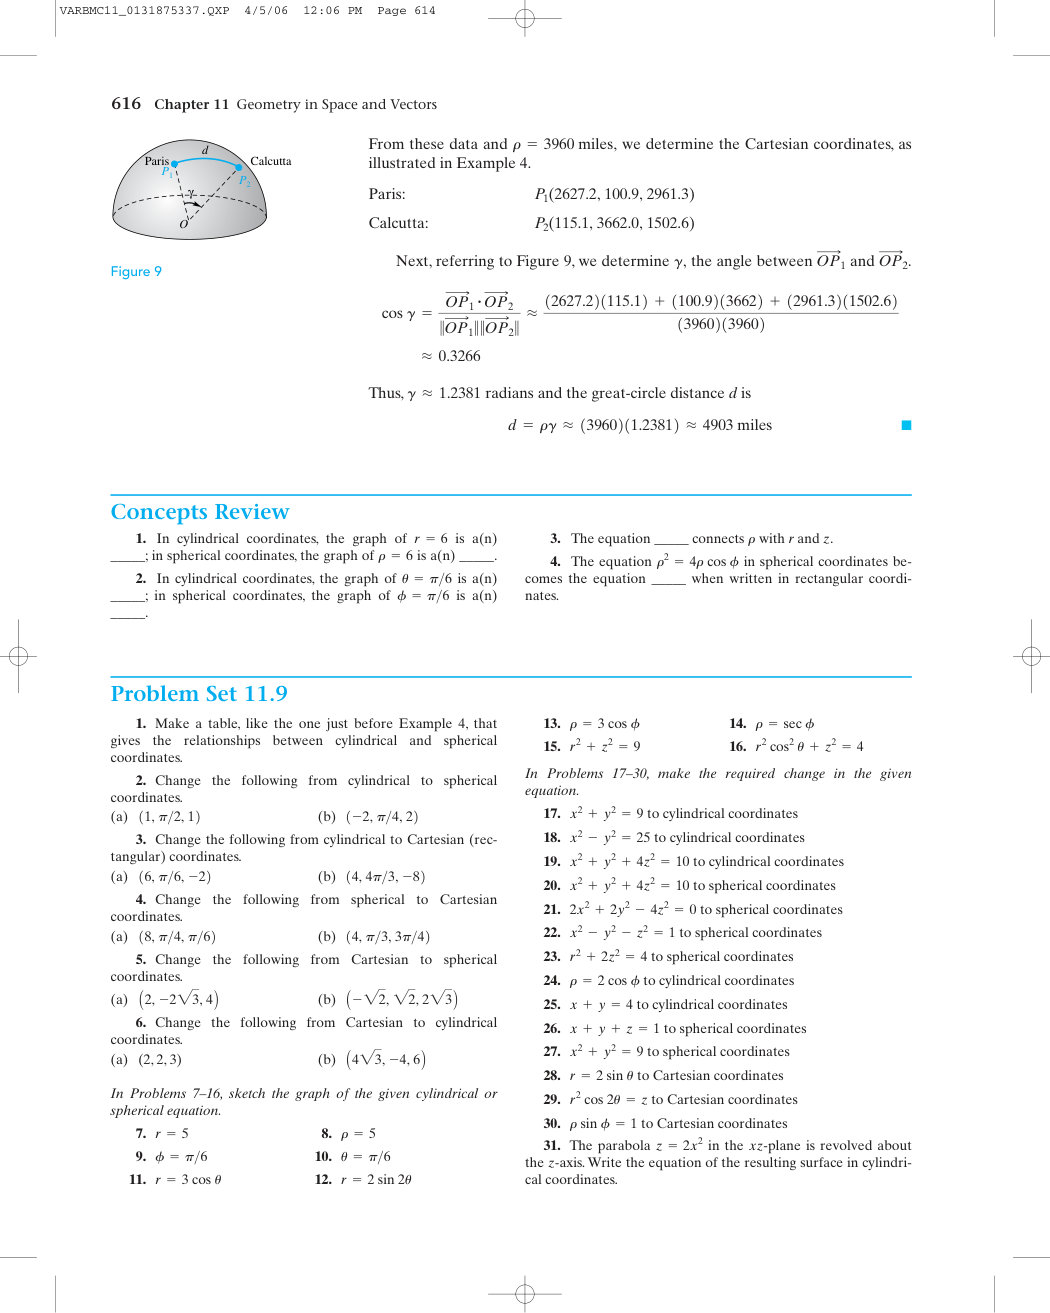 VARBMC11_0131875337.QXP 4/5/06 12:06 PM Page 614
616 Chapter 11 Geometry in Space and Vectors
Paris
d
Calcutta
P₁
P₂
γ
O
Figure 9
From these data and ρ = 3960 miles, we determine the Cartesian coordinates, as
illustrated in Example 4.
Paris: P₁(2627.2, 100.9, 2961.3)
Calcutta: P₂(115.1, 3662.0, 1502.6)
Next, referring to Figure 9, we determine γ, the angle between OP₁ and OP₂.
cos γ = OP₁ · OP₂ / ‖OP₁‖‖OP₂‖ ≈ (2627.2)(115.1) + (100.9)(3662) + (2961.3)(1502.6) / (3960)(3960)
≈ 0.3266
Thus, γ ≈ 1.2381 radians and the great-circle distance d is
d = ργ ≈ (3960)(1.2381) ≈ 4903 miles
Concepts Review
1. In cylindrical coordinates, the graph of r = 6 is a(n)
_____; in spherical coordinates, the graph of ρ = 6 is a(n) _____.
2. In cylindrical coordinates, the graph of θ = π/6 is a(n)
_____; in spherical coordinates, the graph of ϕ = π/6 is a(n)
_____.
3. The equation _____ connects ρ with r and z.
4. The equation ρ² = 4ρ cos ϕ in spherical coordinates be-
comes the equation _____ when written in rectangular coordi-
nates.
Problem Set 11.9
1. Make a table, like the one just before Example 4, that
gives the relationships between cylindrical and spherical
coordinates.
2. Change the following from cylindrical to spherical
coordinates.
(a) (1, π/2, 1) (b) (−2, π/4, 2)
3. Change the following from cylindrical to Cartesian (rec-
tangular) coordinates.
(a) (6, π/6, −2) (b) (4, 4π/3, −8)
4. Change the following from spherical to Cartesian
coordinates.
(a) (8, π/4, π/6) (b) (4, π/3, 3π/4)
5. Change the following from Cartesian to spherical
coordinates.
(a) (2, −2√3, 4) (b) (−√2, √2, 2√3)
6. Change the following from Cartesian to cylindrical
coordinates.
(a) (2, 2, 3) (b) (4√3, −4, 6)
In Problems 7–16, sketch the graph of the given cylindrical or
spherical equation.
7. r = 5 8. ρ = 5
9. ϕ = π/6 10. θ = π/6
11. r = 3 cos θ 12. r = 2 sin 2θ
13. ρ = 3 cos ϕ 14. ρ = sec ϕ
15. r² + z² = 9 16. r² cos² θ + z² = 4
In Problems 17–30, make the required change in the given
equation.
17. x² + y² = 9 to cylindrical coordinates
18. x² − y² = 25 to cylindrical coordinates
19. x² + y² + 4z² = 10 to cylindrical coordinates
20. x² + y² + 4z² = 10 to spherical coordinates
21. 2x² + 2y² − 4z² = 0 to spherical coordinates
22. x² − y² − z² = 1 to spherical coordinates
23. r² + 2z² = 4 to spherical coordinates
24. ρ = 2 cos ϕ to cylindrical coordinates
25. x + y = 4 to cylindrical coordinates
26. x + y + z = 1 to spherical coordinates
27. x² + y² = 9 to spherical coordinates
28. r = 2 sin θ to Cartesian coordinates
29. r² cos 2θ = z to Cartesian coordinates
30. ρ sin ϕ = 1 to Cartesian coordinates
31. The parabola z = 2x² in the xz-plane is revolved about
the z-axis. Write the equation of the resulting surface in cylindri-
cal coordinates.